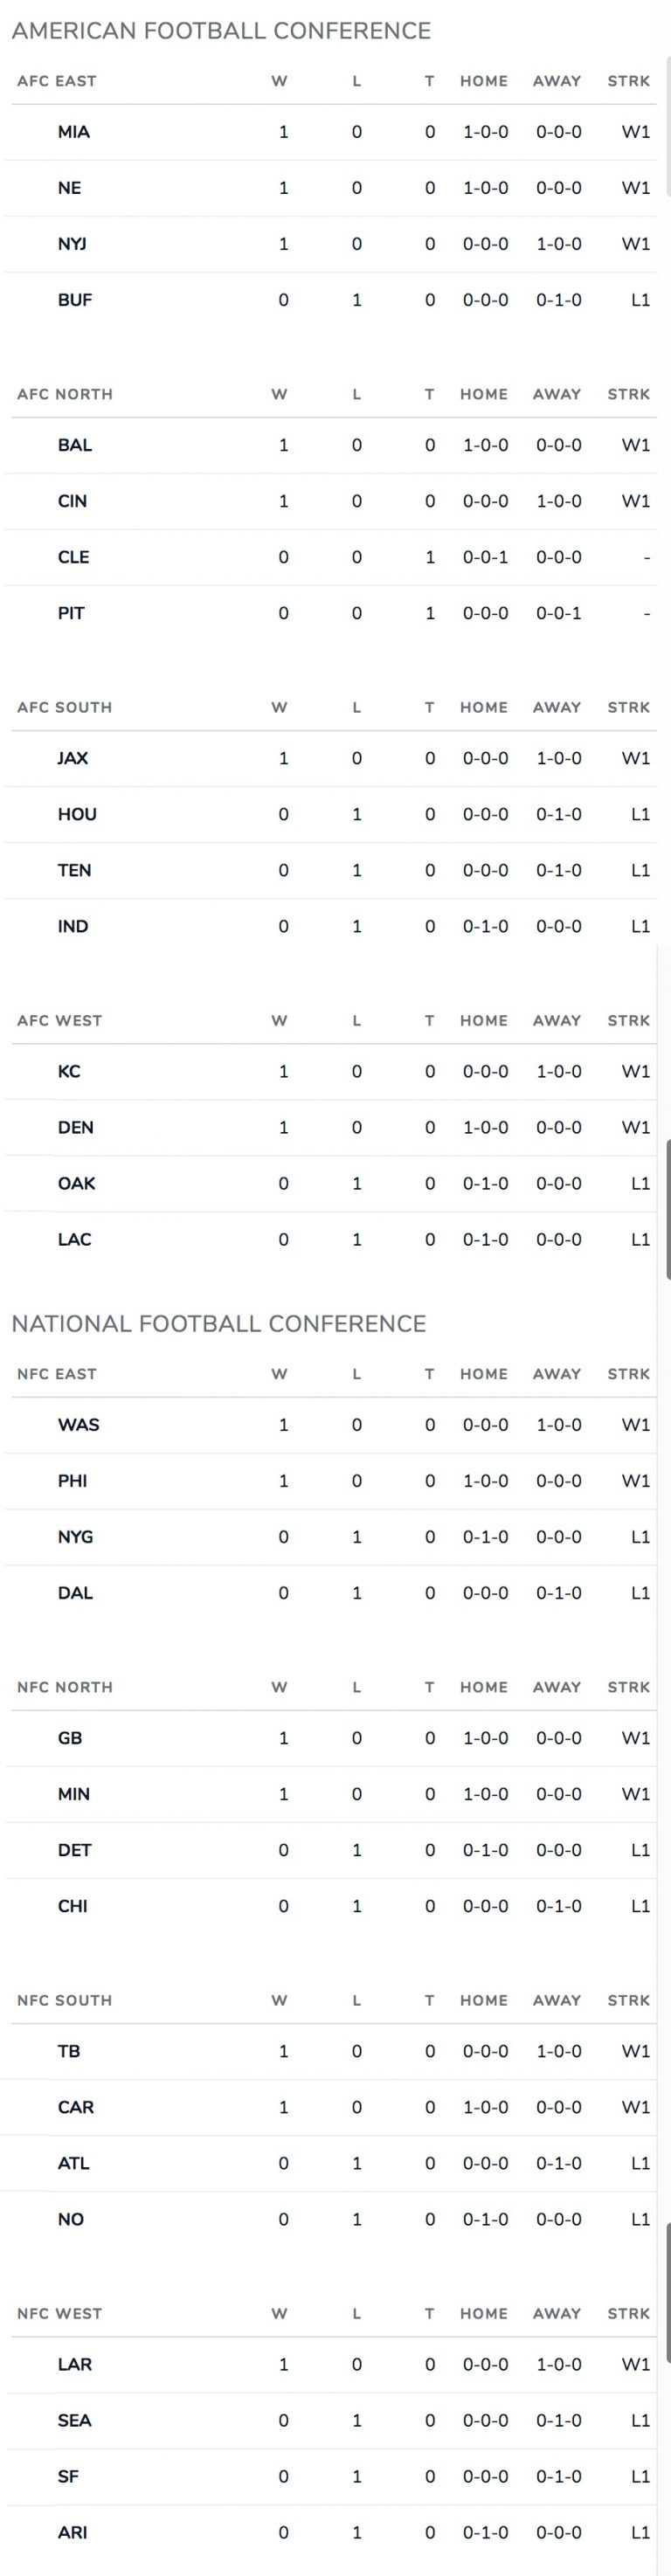 AMERICAN FOOTBALL CONFERENCE
AFC EAST W L T HOME AWAY STRK
MIA 1 0 0 1-0-0 0-0-0 W1
NE 1 0 0 1-0-0 0-0-0 W1
NYJ 1 0 0 0-0-0 1-0-0 W1
BUF 0 1 0 0-0-0 0-1-0 L1
AFC NORTH W L T HOME AWAY STRK
BAL 1 0 0 1-0-0 0-0-0 W1
CIN 1 0 0 0-0-0 1-0-0 W1
CLE 0 0 1 0-0-1 0-0-0 -
PIT 0 0 1 0-0-0 0-0-1 -
AFC SOUTH W L T HOME AWAY STRK
JAX 1 0 0 0-0-0 1-0-0 W1
HOU 0 1 0 0-0-0 0-1-0 L1
TEN 0 1 0 0-0-0 0-1-0 L1
IND 0 1 0 0-1-0 0-0-0 L1
AFC WEST W L T HOME AWAY STRK
KC 1 0 0 0-0-0 1-0-0 W1
DEN 1 0 0 1-0-0 0-0-0 W1
OAK 0 1 0 0-1-0 0-0-0 L1
LAC 0 1 0 0-1-0 0-0-0 L1
NATIONAL FOOTBALL CONFERENCE
NFC EAST W L T HOME AWAY STRK
WAS 1 0 0 0-0-0 1-0-0 W1
PHI 1 0 0 1-0-0 0-0-0 W1
NYG 0 1 0 0-1-0 0-0-0 L1
DAL 0 1 0 0-0-0 0-1-0 L1
NFC NORTH W L T HOME AWAY STRK
GB 1 0 0 1-0-0 0-0-0 W1
MIN 1 0 0 1-0-0 0-0-0 W1
DET 0 1 0 0-1-0 0-0-0 L1
CHI 0 1 0 0-0-0 0-1-0 L1
NFC SOUTH W L T HOME AWAY STRK
TB 1 0 0 0-0-0 1-0-0 W1
CAR 1 0 0 1-0-0 0-0-0 W1
ATL 0 1 0 0-0-0 0-1-0 L1
NO 0 1 0 0-1-0 0-0-0 L1
NFC WEST W L T HOME AWAY STRK
LAR 1 0 0 0-0-0 1-0-0 W1
SEA 0 1 0 0-0-0 0-1-0 L1
SF 0 1 0 0-0-0 0-1-0 L1
ARI 0 1 0 0-1-0 0-0-0 L1